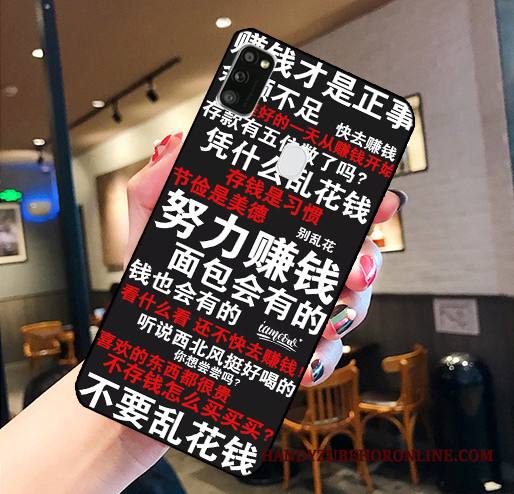 赚钱才是正事
余额不足
快去赚钱
美好的一天从赚钱开始
存款有五位数了吗?
凭什么乱花钱
存钱是习惯
节俭是美德
别乱花
努力赚钱
面包会有的
钱也会有的
看什么看 还不快去赚钱!
听说西北风挺好喝的
你想尝尝吗?
喜欢的东西都很贵
不存钱怎么买买买?
不要乱花钱
HANDYZUBEHORONLINE.COM